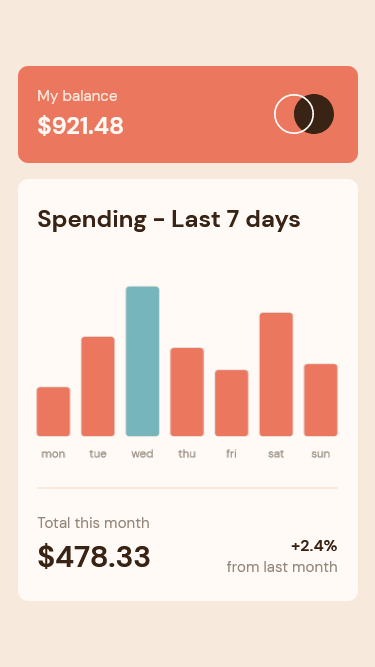 My balance
$921.48
Spending - Last 7 days
mon tue wed thu fri sat sun
Total this month
$478.33
+2.4%
from last month